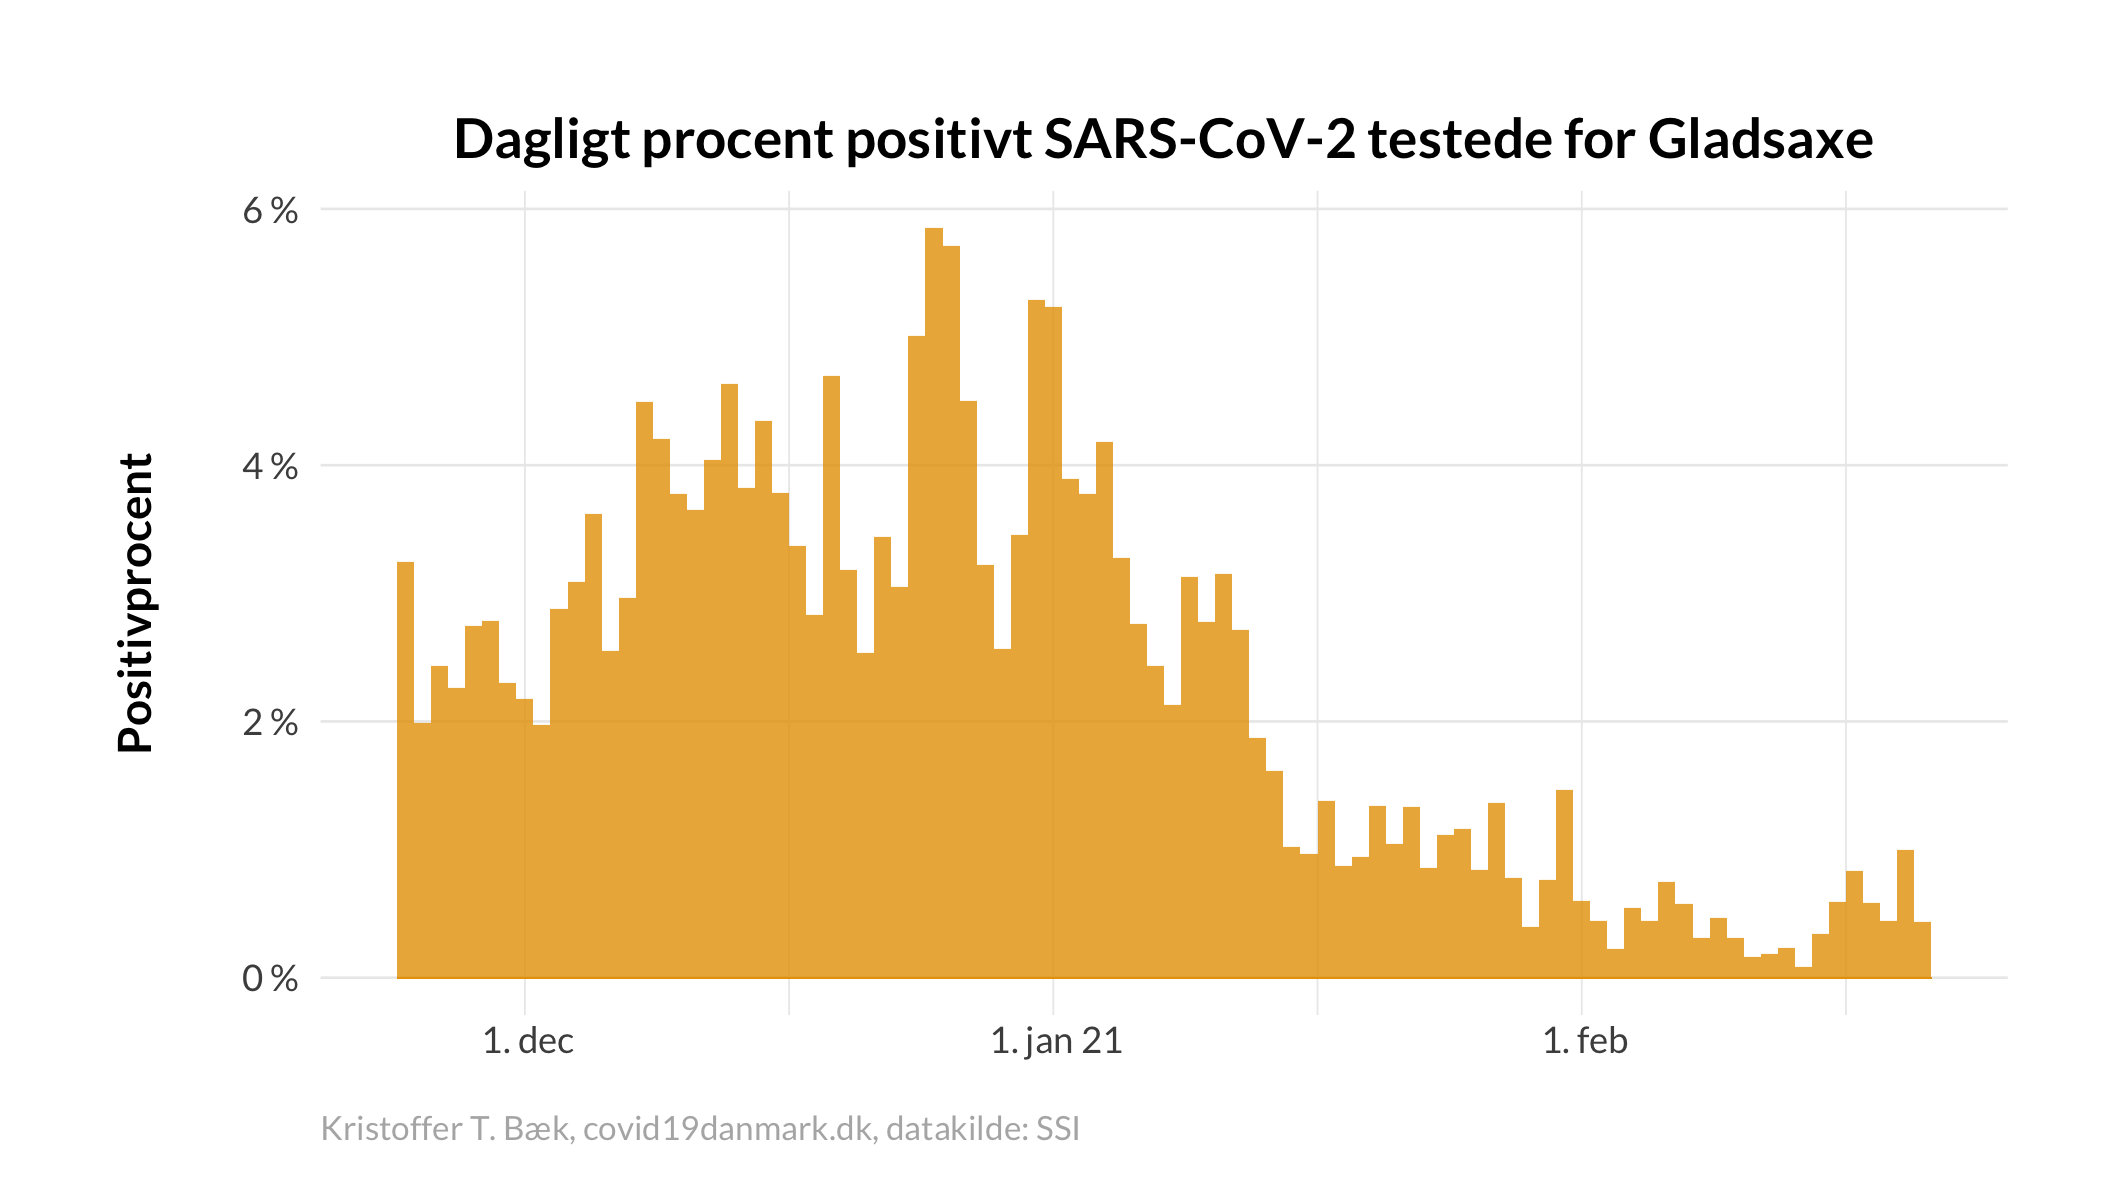 Dagligt procent positivt SARS-CoV-2 testede for Gladsaxe
Positivprocent
6 %
4 %
2 %
0 %
1. dec
1. jan 21
1. feb
Kristoffer T. Bæk, covid19danmark.dk, datakilde: SSI